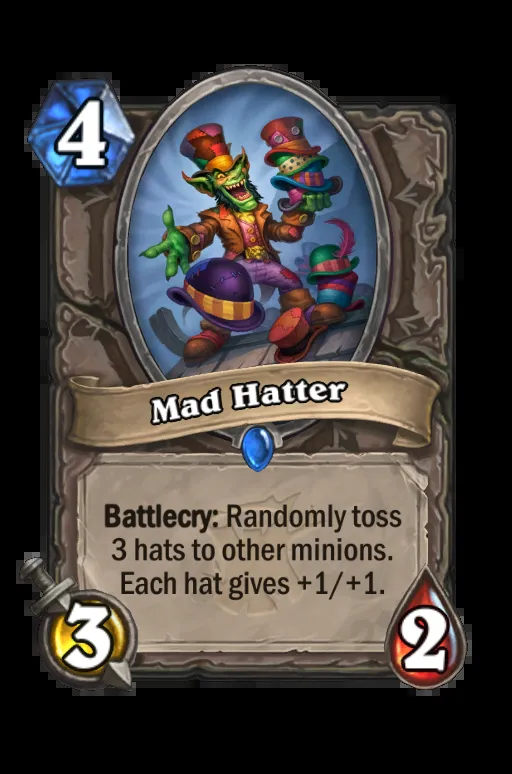 4
Mad Hatter
Battlecry: Randomly toss
3 hats to other minions.
Each hat gives +1/+1.
3
2